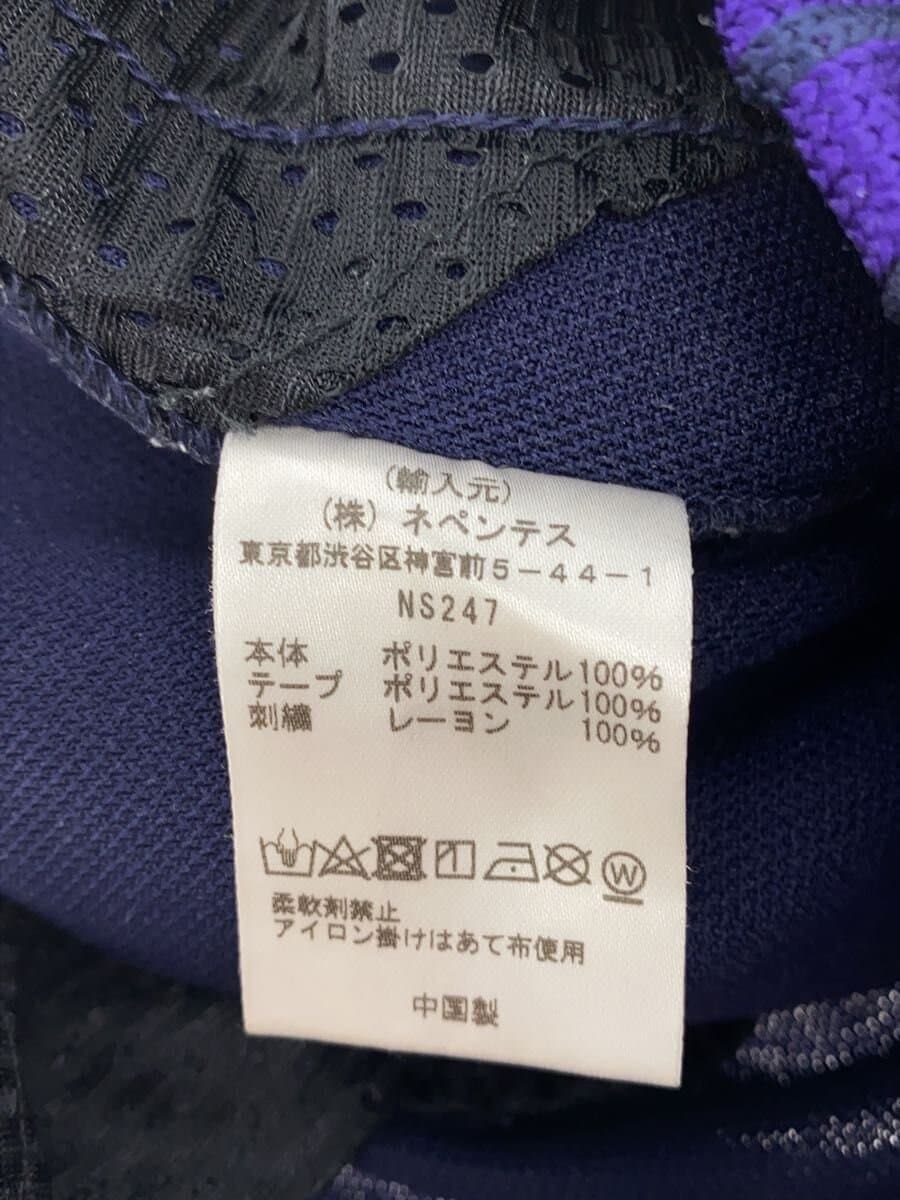 (輸入元)
(株) ネペンテス
東京都渋谷区神宮前5-44-1
NS247
本体 ポリエステル100%
テープ ポリエステル100%
刺繍 レーヨン 100%
W
柔軟剤禁止
アイロン掛けはあて布使用
中国製